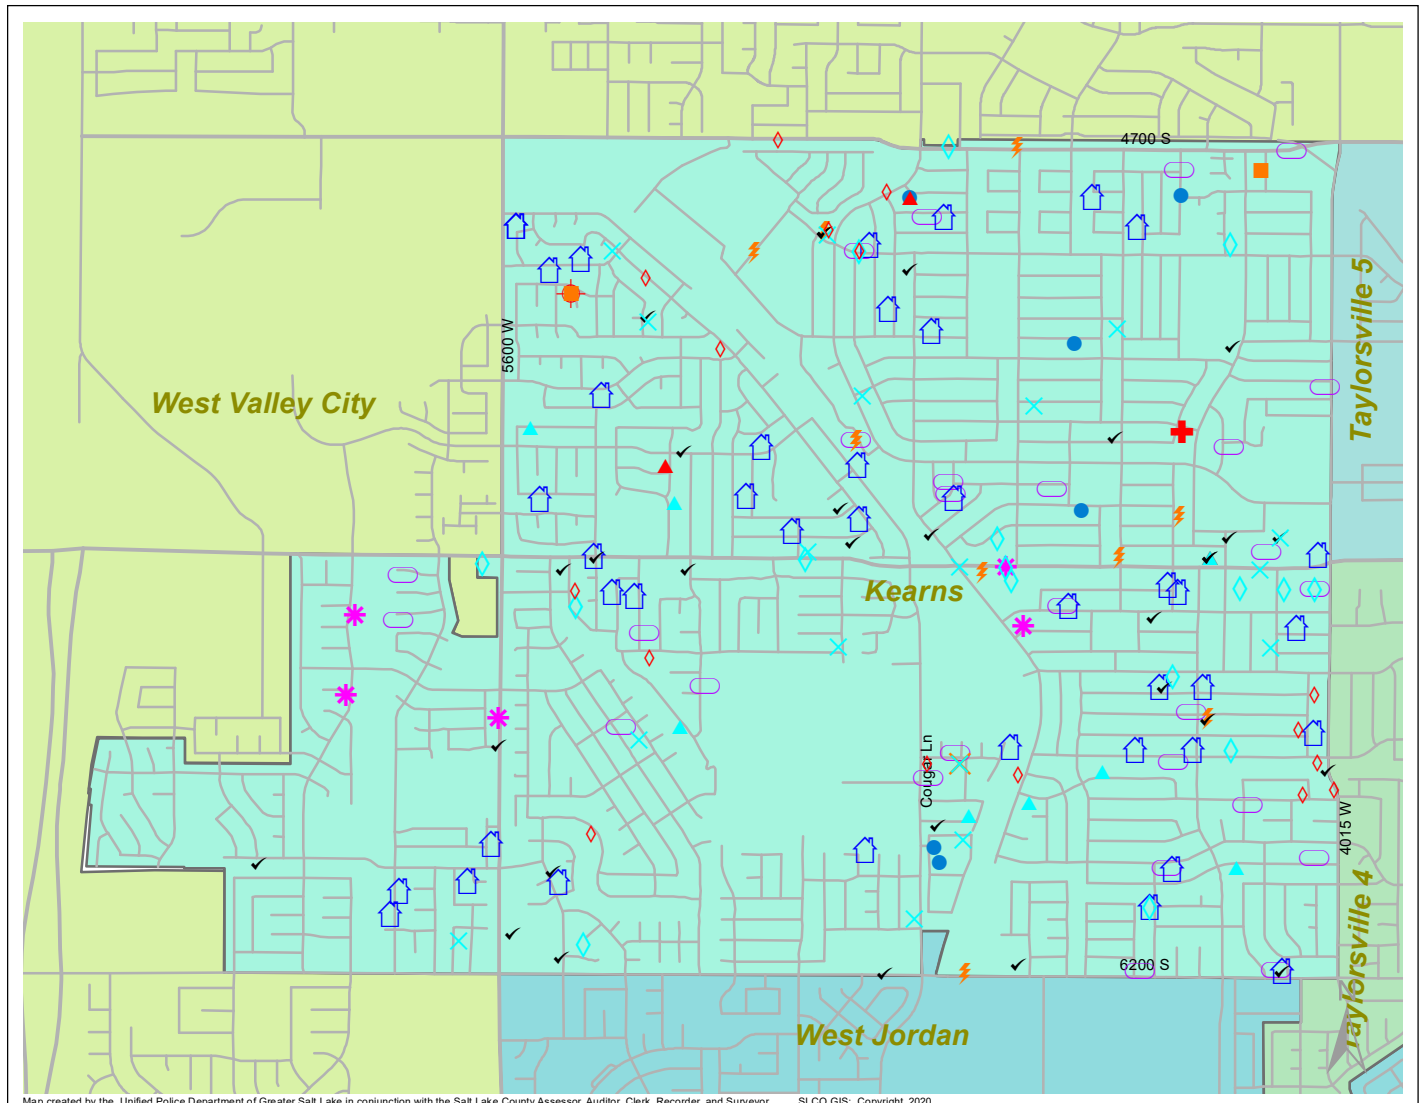 4700 S
Taylorsville 5
5600 W
West Valley City
Kearns
Cougar Ln
4015 W
Taylorsville 4
6200 S
West Jordan
Map created by the Unified Police Department of Greater Salt Lake in conjunction with the Salt Lake County Assessor, Auditor, Clerk, Recorder, and Surveyor. SLCO GIS: Copyright, 2020